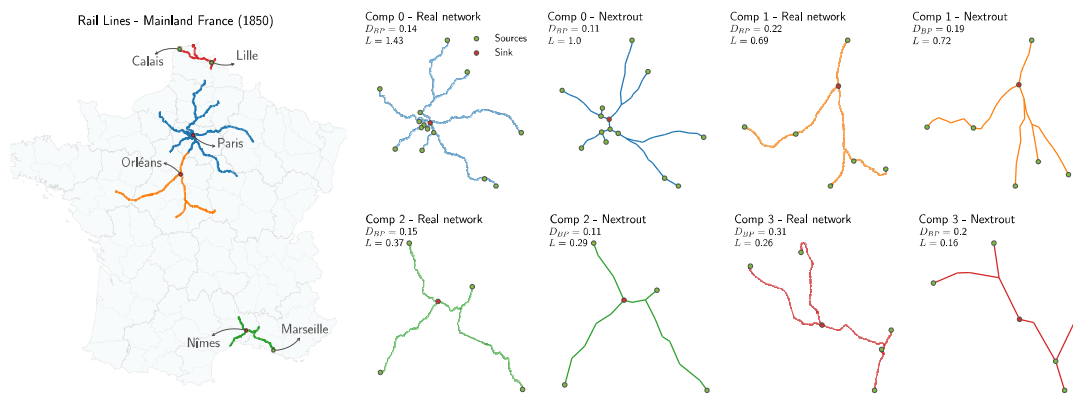 Rail Lines - Mainland France (1850)
Calais
Lille
Paris
Orléans
Nîmes
Marseille
Comp 0 - Real network
D_BP = 0.14
L = 1.43
Sources
Sink
Comp 0 - Nextrout
D_BP = 0.11
L = 1.0
Comp 1 - Real network
D_BP = 0.22
L = 0.69
Comp 1 - Nextrout
D_BP = 0.19
L = 0.72
Comp 2 - Real network
D_BP = 0.15
L = 0.37
Comp 2 - Nextrout
D_BP = 0.11
L = 0.29
Comp 3 - Real network
D_BP = 0.31
L = 0.26
Comp 3 - Nextrout
D_BP = 0.2
L = 0.16